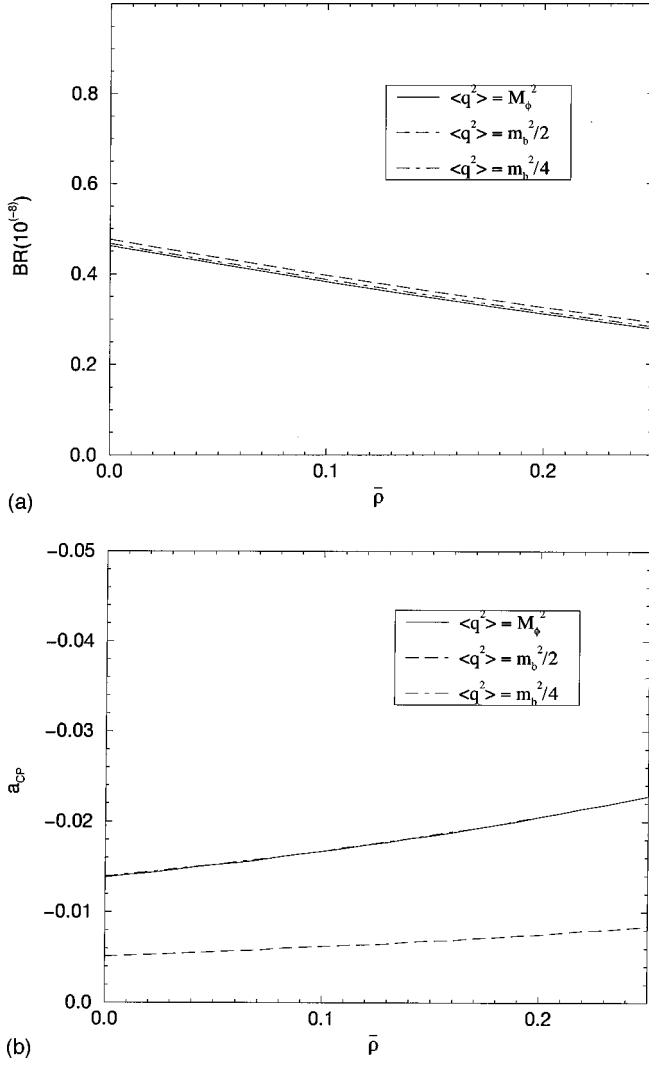 0.8
0.6
0.4
0.2
0.0
BR(10^(-8))
<q²> = M_ϕ²
<q²> = m_b²/2
<q²> = m_b²/4
0.0 0.1 0.2
ρ̄
(a)
-0.05
-0.04
-0.03
-0.02
-0.01
0.0
a_CP
<q²> = M_ϕ²
<q²> = m_b²/2
<q²> = m_b²/4
0.0 0.1 0.2
ρ̄
(b)